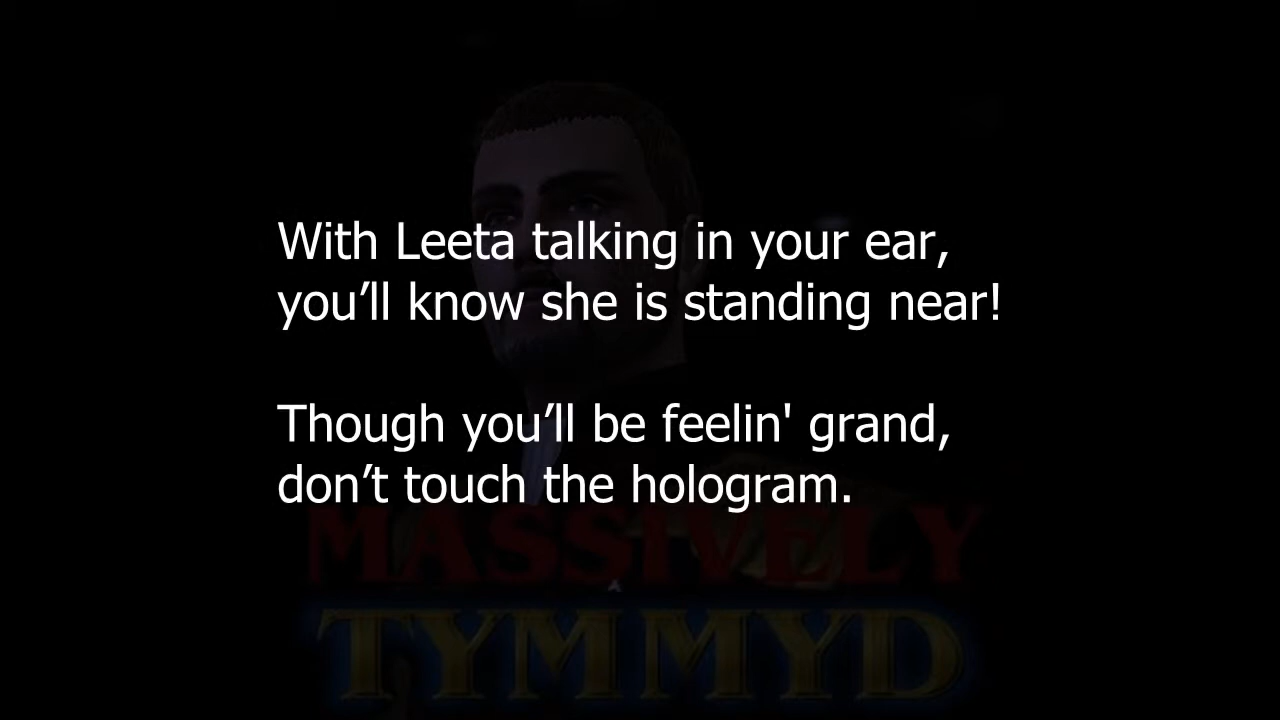 With Leeta talking in your ear,
you’ll know she is standing near!
Though you’ll be feelin' grand,
don’t touch the hologram.
MASSIVELY
TYMMYD